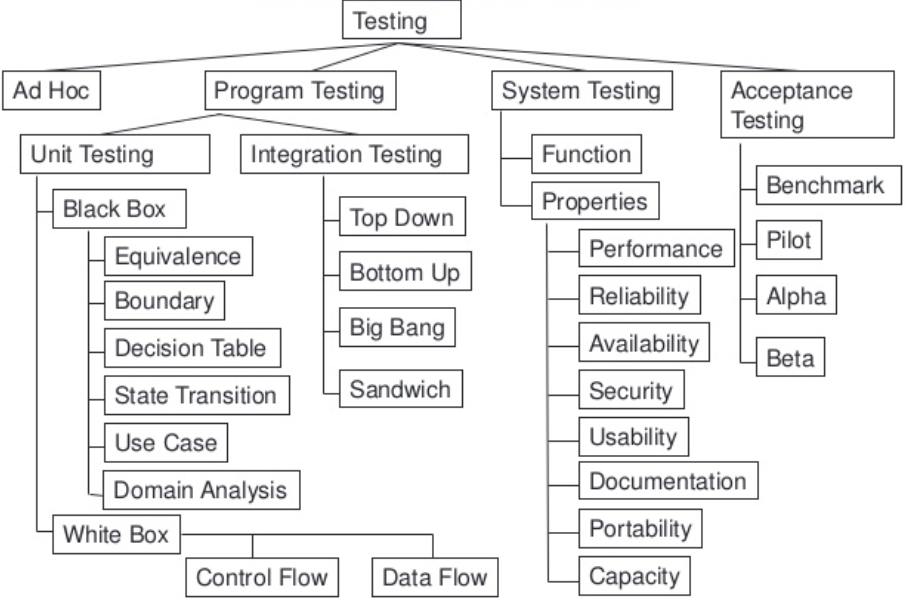 Testing
Ad Hoc
Program Testing
System Testing
Acceptance
Testing
Unit Testing
Integration Testing
Black Box
Equivalence
Boundary
Decision Table
State Transition
Use Case
Domain Analysis
White Box
Control Flow
Data Flow
Top Down
Bottom Up
Big Bang
Sandwich
Function
Properties
Performance
Reliability
Availability
Security
Usability
Documentation
Portability
Capacity
Benchmark
Pilot
Alpha
Beta